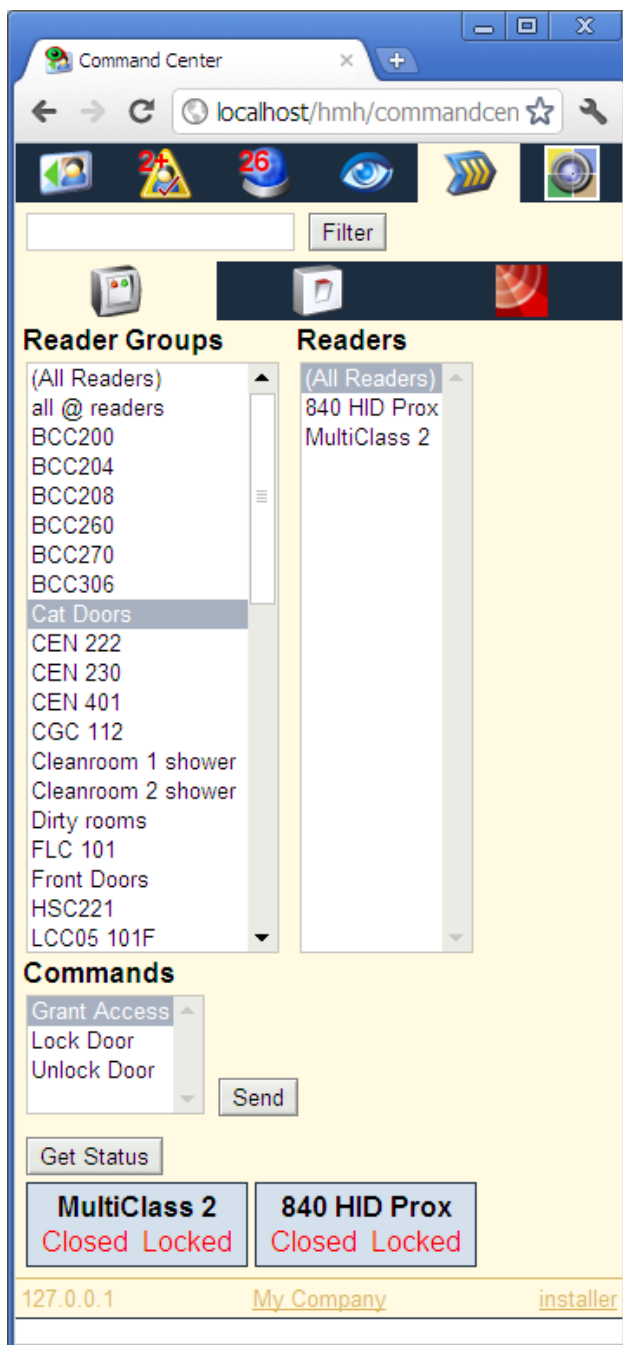 Command Center
localhost/hmh/commandcen
2+ 26
Filter
Reader Groups
(All Readers)
all @ readers
BCC200
BCC204
BCC208
BCC260
BCC270
BCC306
Cat Doors
CEN 222
CEN 230
CEN 401
CGC 112
Cleanroom 1 shower
Cleanroom 2 shower
Dirty rooms
FLC 101
Front Doors
HSC221
LCC05 101F
Readers
(All Readers)
840 HID Prox
MultiClass 2
Commands
Grant Access
Lock Door
Unlock Door
Send
Get Status
MultiClass 2
Closed Locked
840 HID Prox
Closed Locked
127.0.0.1 My Company installer